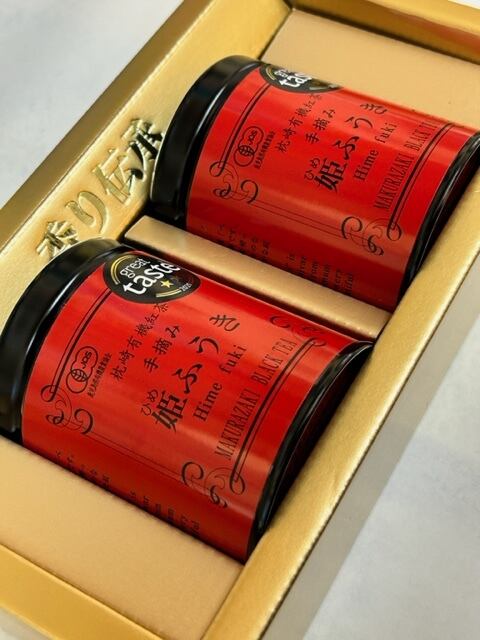 香り伝承
great
taste
枕崎有機紅茶
手摘み
ひめ
姫ふうき
Hime fuki
MAKURAZAKI BLACK TEA
JAS
great
taste
枕崎有機紅茶
手摘み
ひめ
姫ふうき
Hime fuki
MAKURAZAKI BLACK TEA
JAS